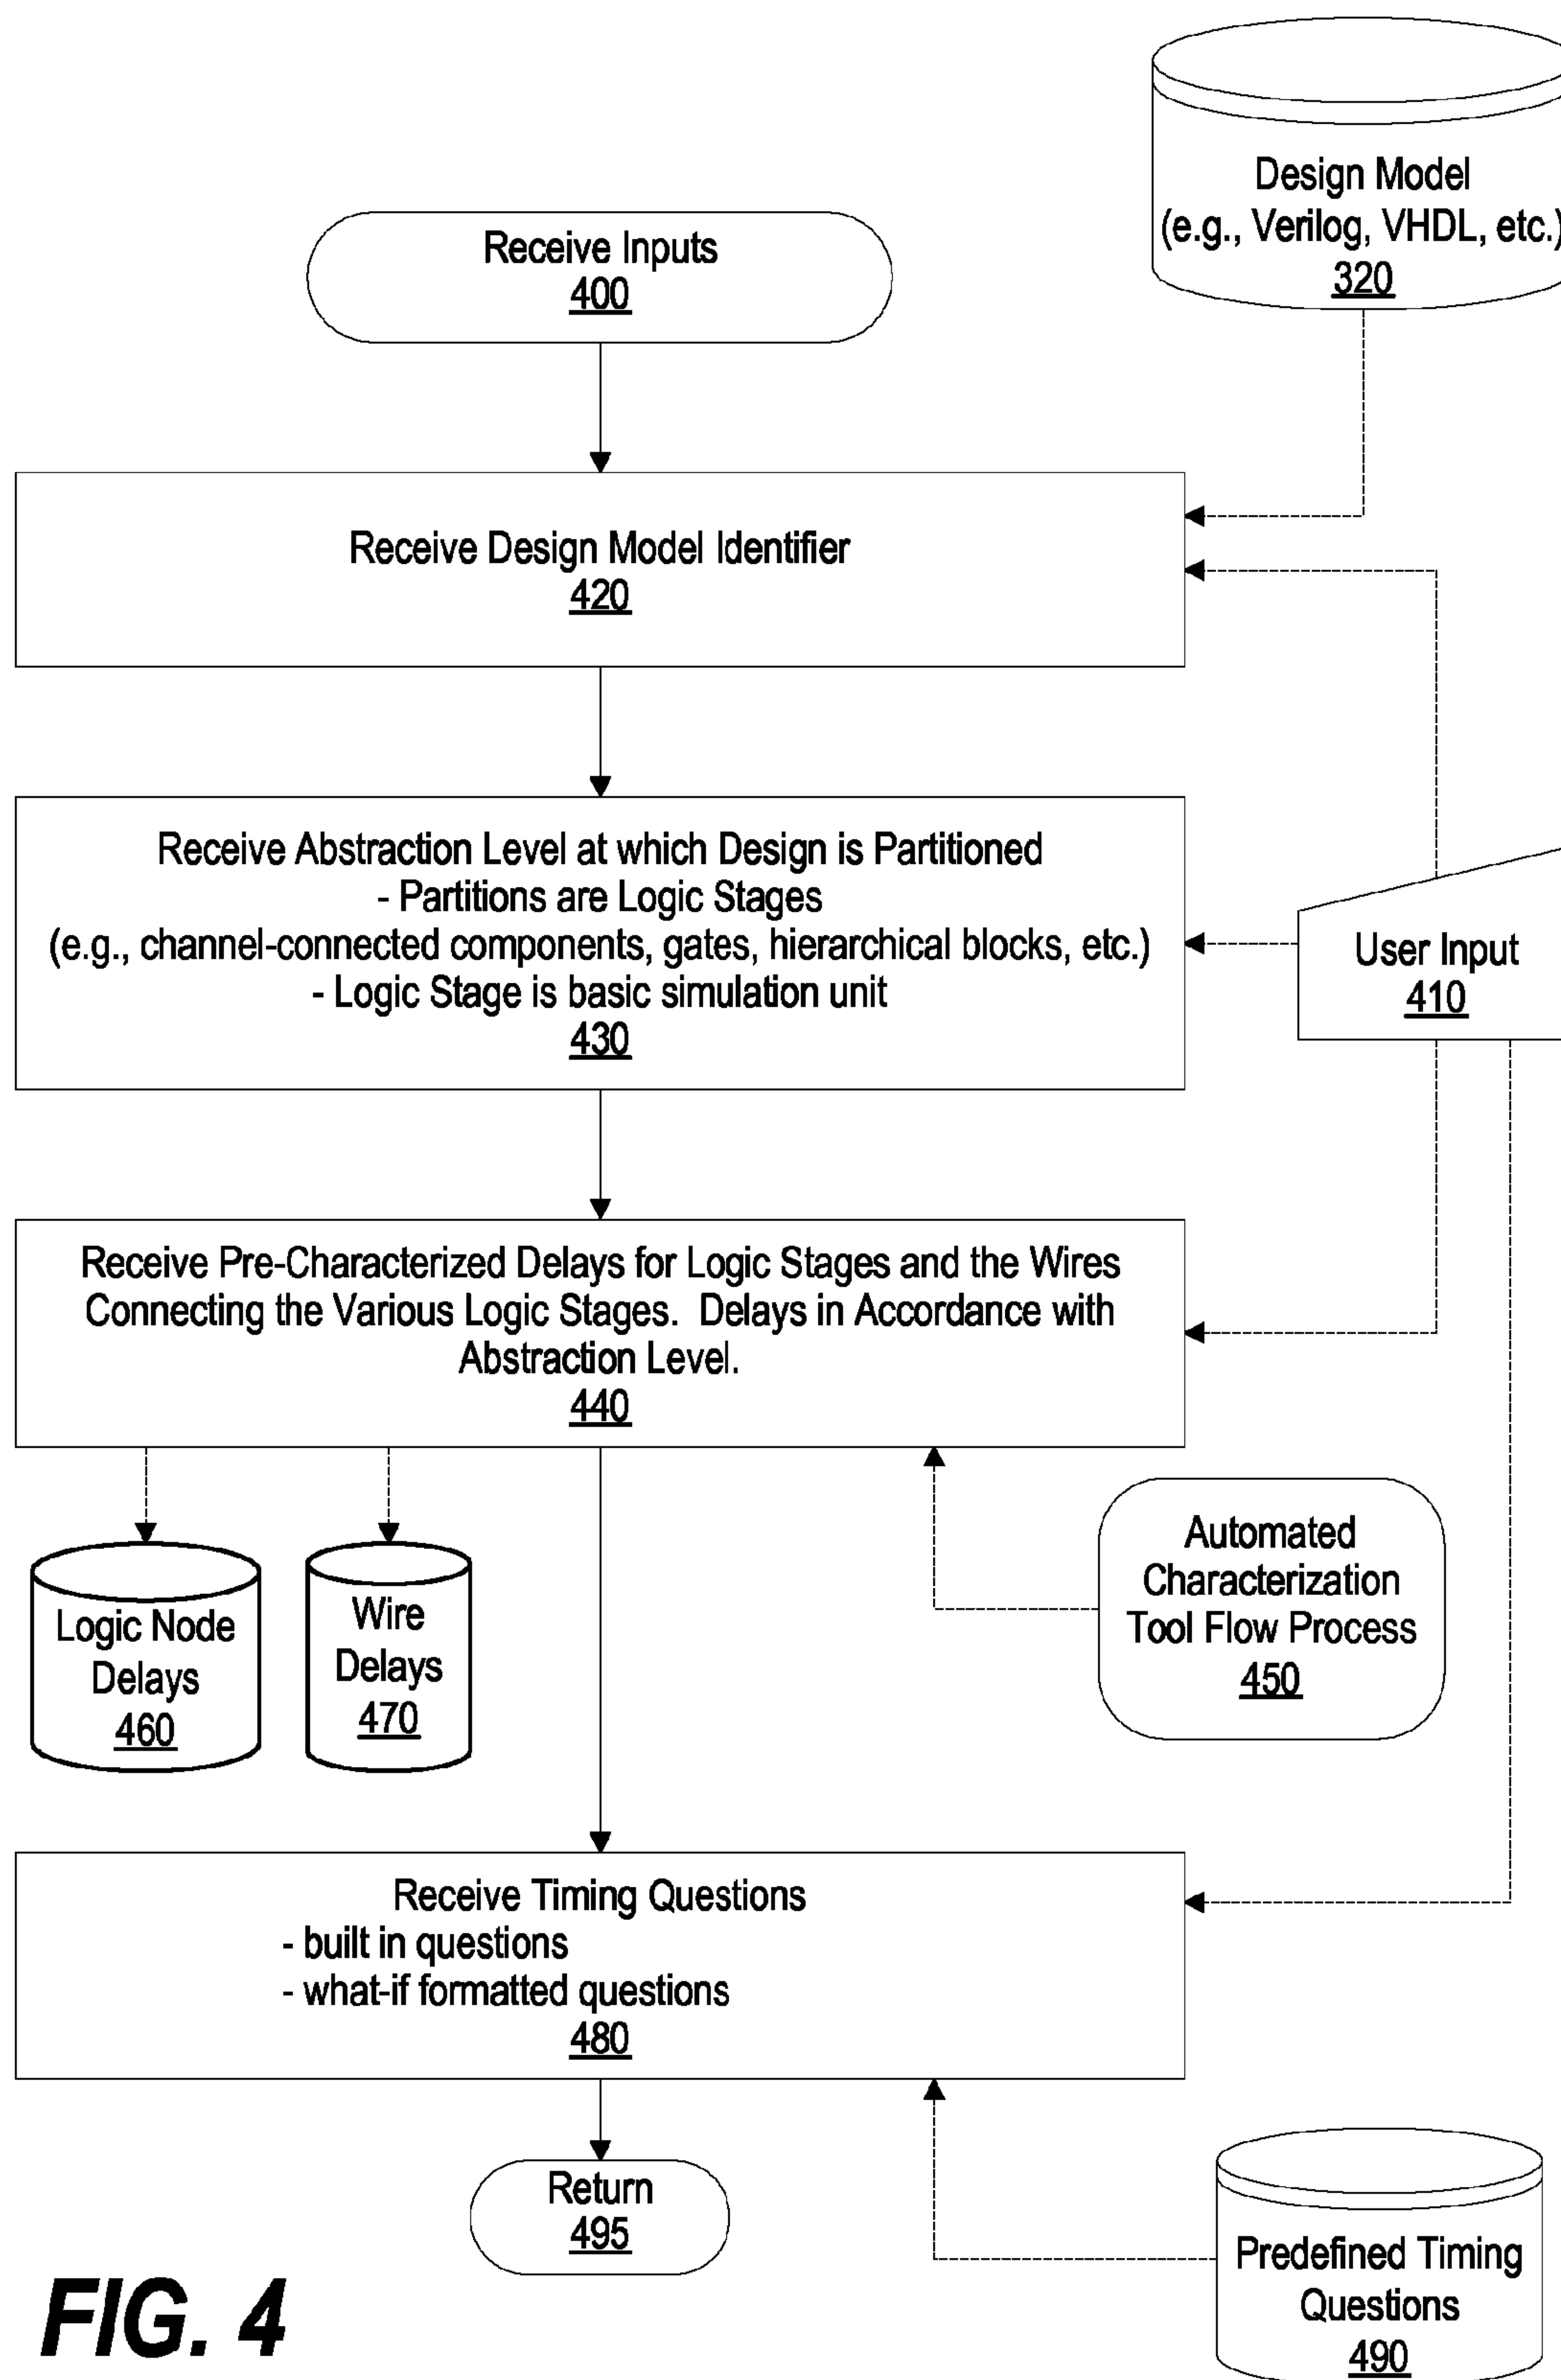 Design Model
(e.g., Verilog, VHDL, etc.)
320
Receive Inputs
400
Receive Design Model Identifier
420
Receive Abstraction Level at which Design is Partitioned
- Partitions are Logic Stages
(e.g., channel-connected components, gates, hierarchical blocks, etc.)
- Logic Stage is basic simulation unit
430
User Input
410
Receive Pre-Characterized Delays for Logic Stages and the Wires
Connecting the Various Logic Stages. Delays in Accordance with
Abstraction Level.
440
Automated
Characterization
Tool Flow Process
450
Logic Node
Delays
460
Wire
Delays
470
Receive Timing Questions
- built in questions
- what-if formatted questions
480
Return
495
Predefined Timing
Questions
490
FIG. 4